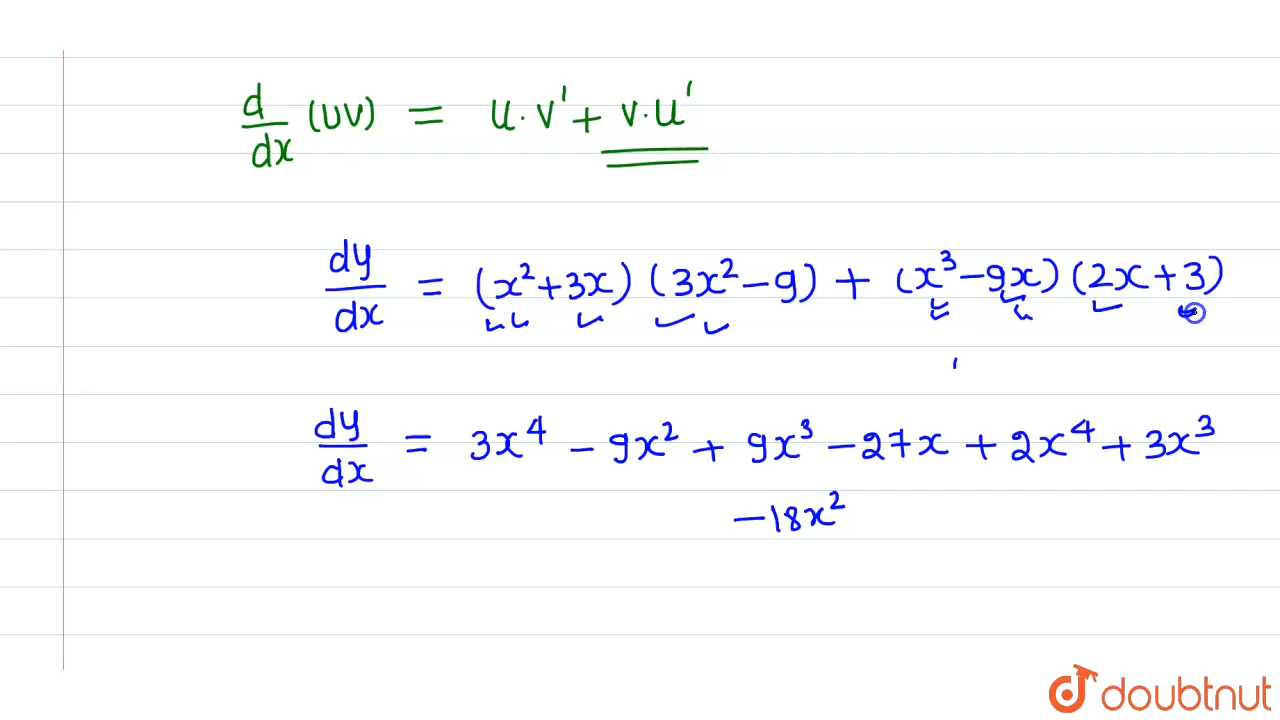 d/dx (UV) = u·v' + v·u'
dy/dx = (x²+3x) (3x²−9) + (x³−9x) (2x+3)
dy/dx = 3x⁴ − 9x² + 9x³ − 27x + 2x⁴ + 3x³
−18x²
doubtnut